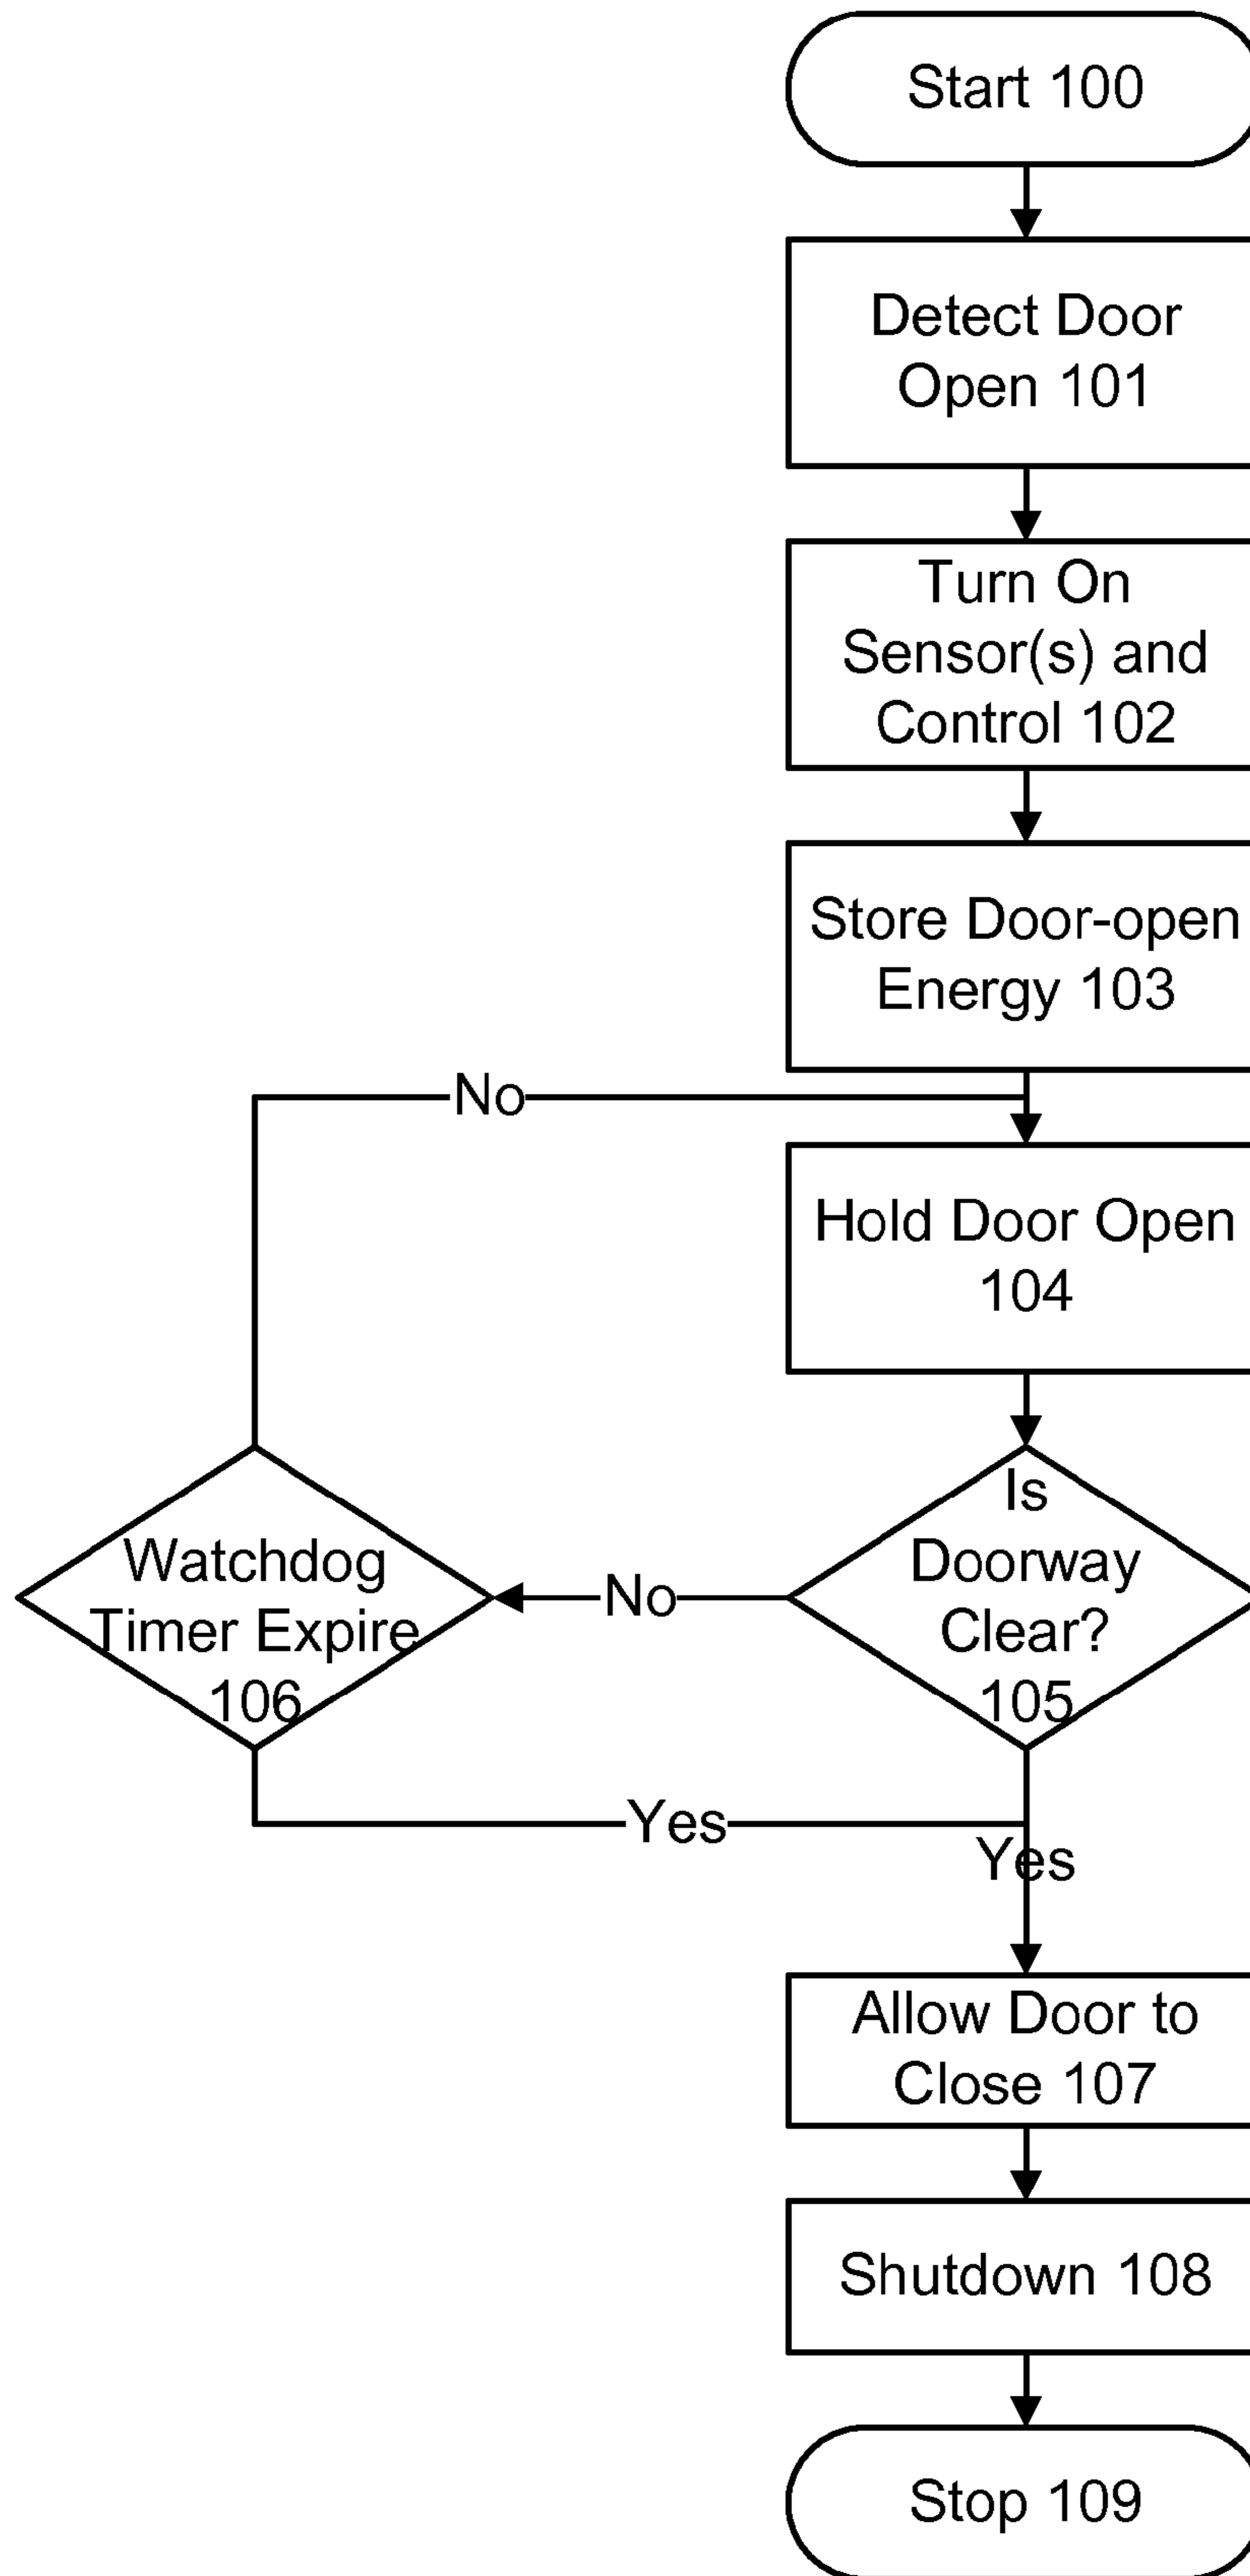 Start 100
Detect Door
Open 101
Turn On
Sensor(s) and
Control 102
Store Door-open
Energy 103
No
Hold Door Open
104
Is
Doorway
Clear?
105
No
Watchdog
Timer Expire
106
Yes
Yes
Allow Door to
Close 107
Shutdown 108
Stop 109